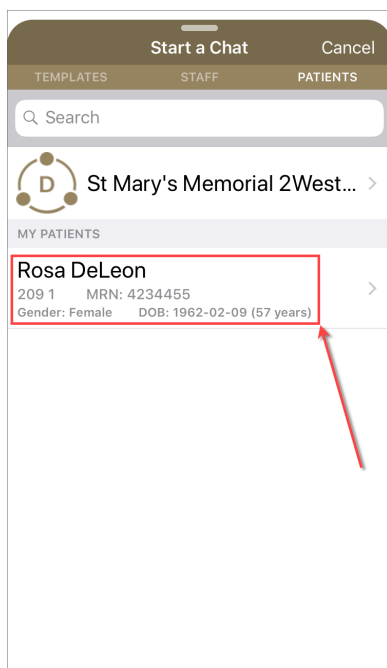 Start a Chat Cancel
TEMPLATES STAFF PATIENTS
Search
D St Mary's Memorial 2West...
MY PATIENTS
Rosa DeLeon
209 1 MRN: 4234455
Gender: Female DOB: 1962-02-09 (57 years)